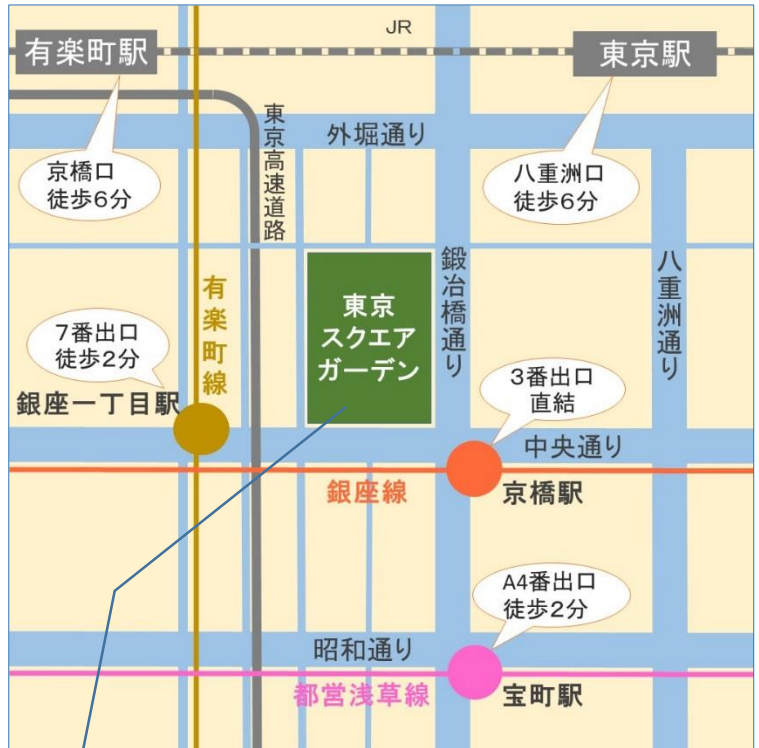 JR
有楽町駅
東京駅
京橋口
徒歩6分
東京高速道路
外堀通り
八重洲口
徒歩6分
有楽町線
東京
スクエア
ガーデン
鍛冶橋通り
八重洲通り
7番出口
徒歩2分
銀座一丁目駅
3番出口
直結
中央通り
銀座線
京橋駅
A4番出口
徒歩2分
昭和通り
都営浅草線
宝町駅